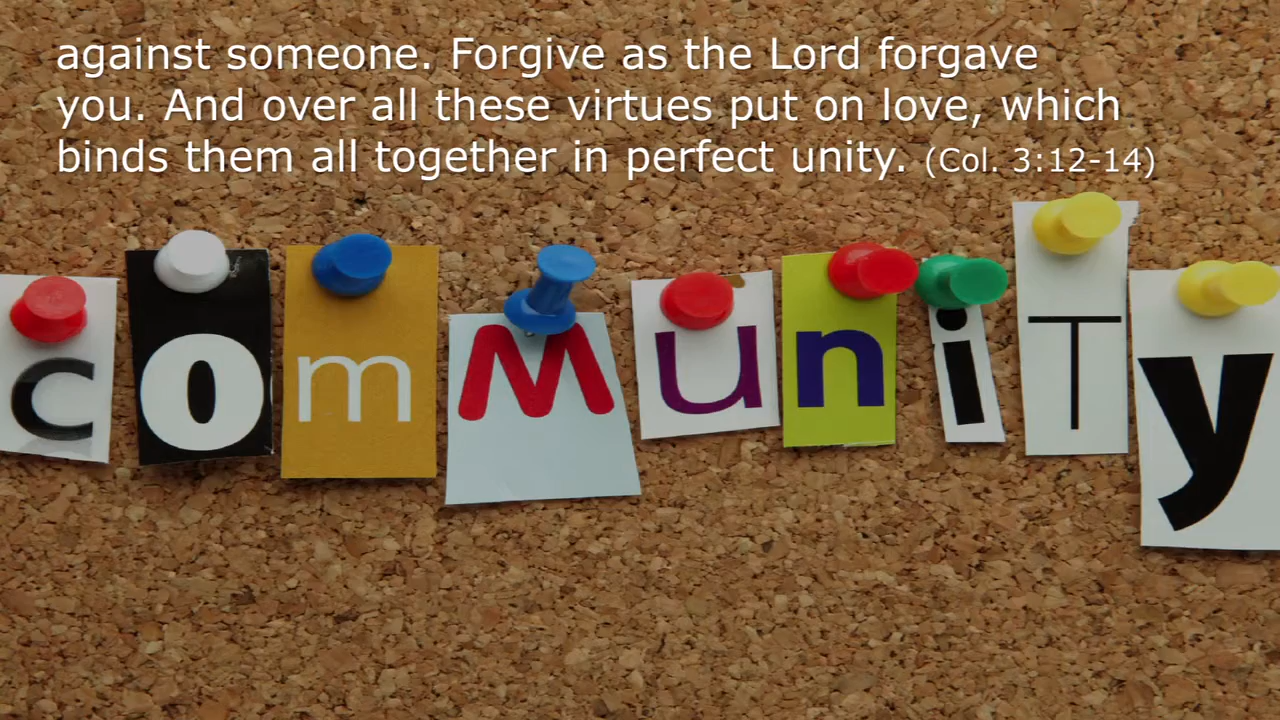 against someone. Forgive as the Lord forgave
you. And over all these virtues put on love, which
binds them all together in perfect unity. (Col. 3:12-14)
comMuniTy